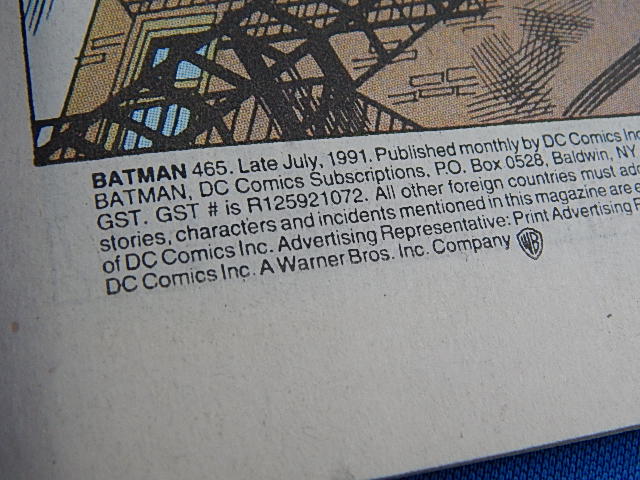 BATMAN 465. Late July, 1991. Published monthly by DC Comics Inc
BATMAN, DC Comics Subscriptions, P.O. Box 0528, Baldwin, NY
GST. GST # is R125921072. All other foreign countries must add
stories, characters and incidents mentioned in this magazine are e
of DC Comics Inc. Advertising Representative: Print Advertising R
DC Comics Inc. A Warner Bros. Inc. Company WB